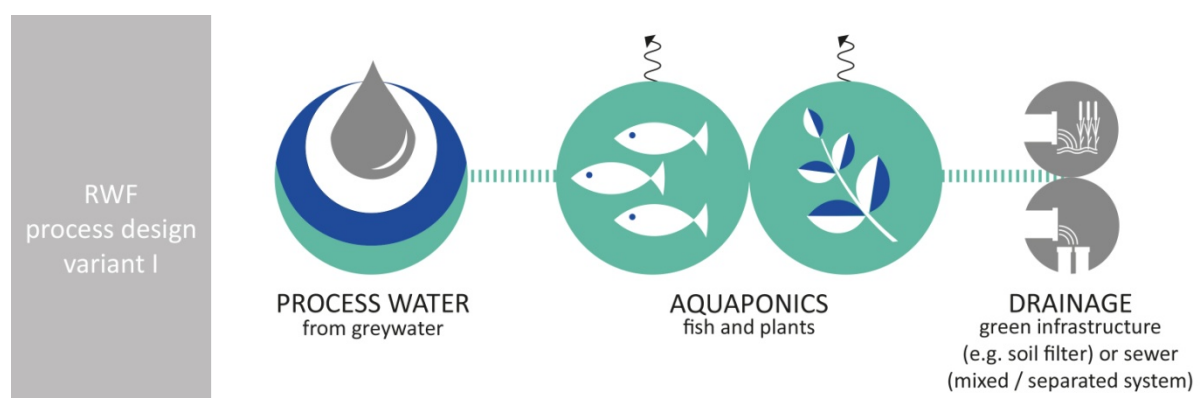 RWF
process design
variant I
PROCESS WATER
from greywater
AQUAPONICS
fish and plants
DRAINAGE
green infrastructure
(e.g. soil filter) or sewer
(mixed / separated system)